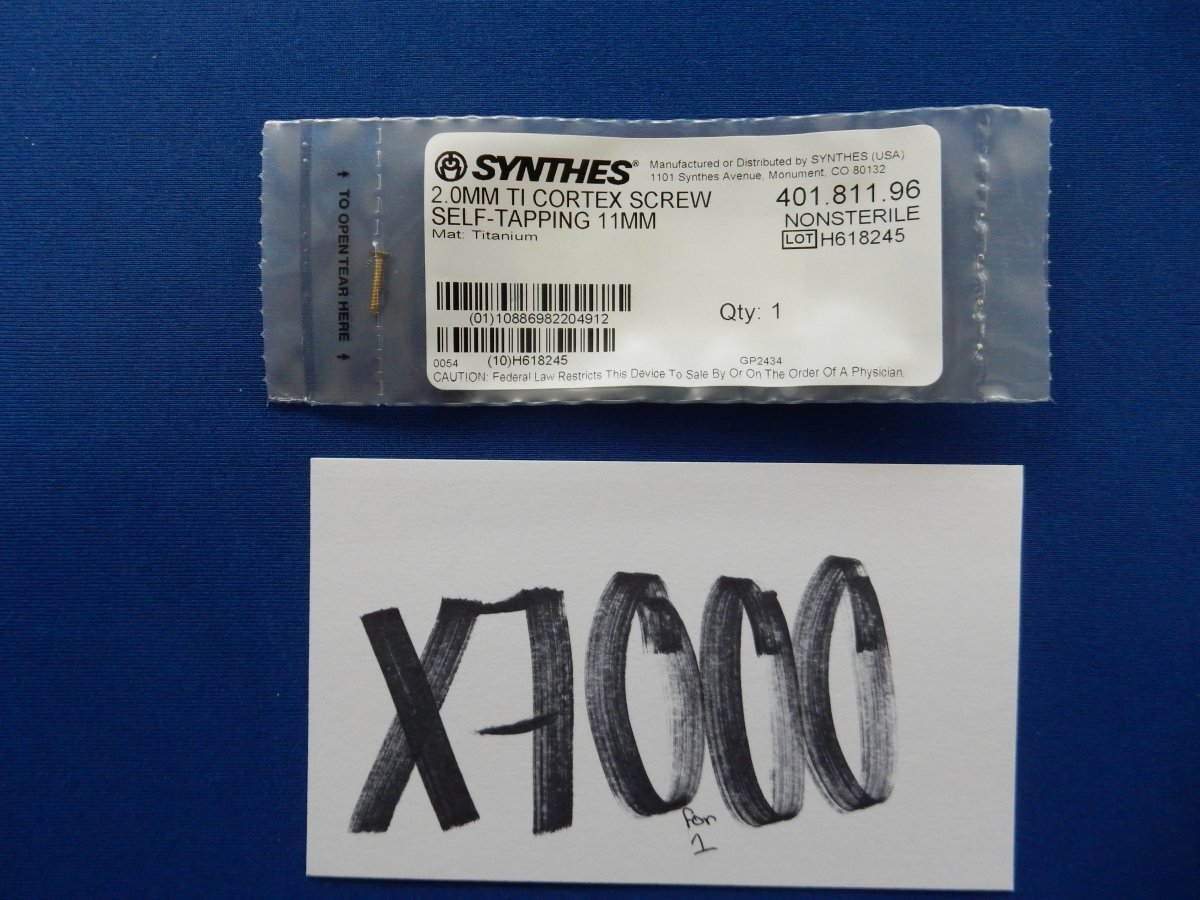 SYNTHES®
Manufactured or Distributed by SYNTHES (USA)
1101 Synthes Avenue, Monument, CO 80132
2.0MM TI CORTEX SCREW
SELF-TAPPING 11MM
Mat: Titanium
401.811.96
NONSTERILE
LOT H618245
(01)10886982204912
Qty: 1
(10)H618245
0054
GP2434
CAUTION: Federal Law Restricts This Device To Sale By Or On The Order Of A Physician.
TO OPEN TEAR HERE
X7000
for
1